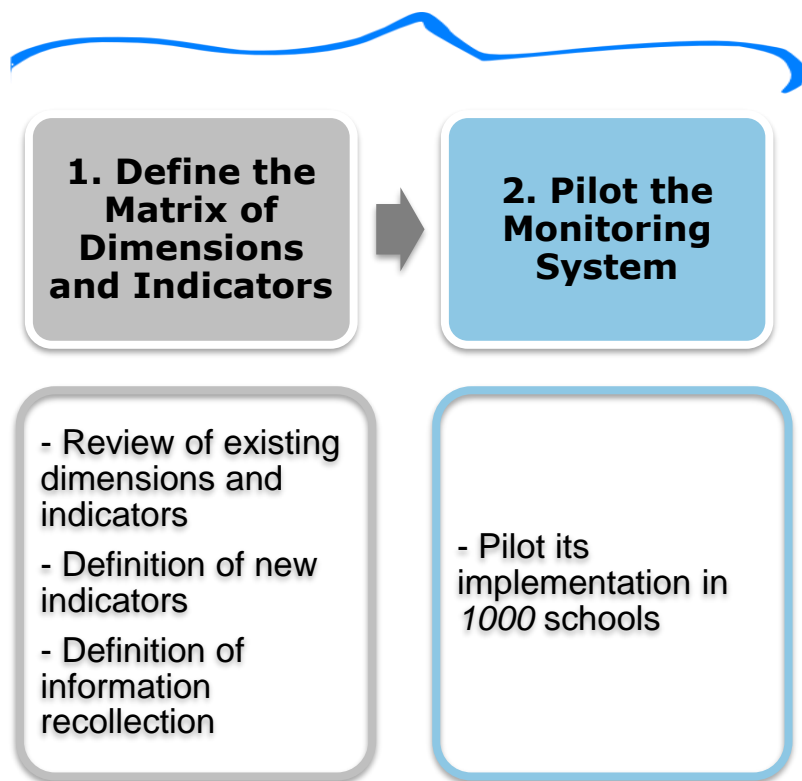 1. Define the
Matrix of
Dimensions
and Indicators
2. Pilot the
Monitoring
System
- Review of existing
dimensions and
indicators
- Definition of new
indicators
- Definition of
information
recollection
- Pilot its
implementation in
1000 schools